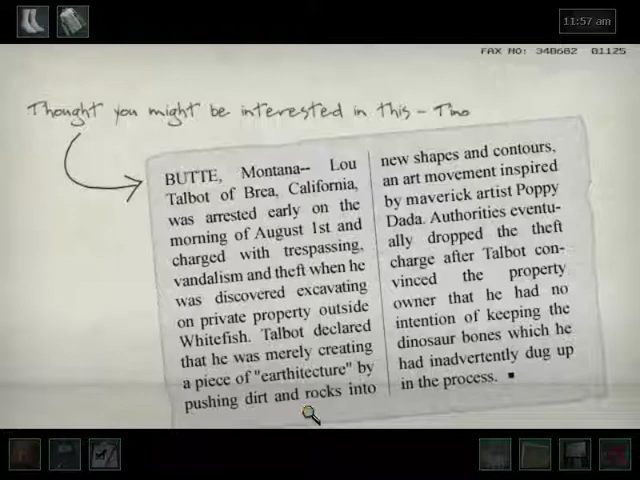 11:57 am
FAX NO: 348682 01125
Thought you might be interested in this - Tino
BUTTE, Montana-- Lou
Talbot of Brea, California,
was arrested early on the
morning of August 1st and
charged with trespassing,
vandalism and theft when he
was discovered excavating
on private property outside
Whitefish. Talbot declared
that he was merely creating
a piece of "earthitecture" by
pushing dirt and rocks into
new shapes and contours,
an art movement inspired
by maverick artist Poppy
Dada. Authorities eventu-
ally dropped the theft
charge after Talbot con-
vinced the property
owner that he had no
intention of keeping the
dinosaur bones which he
had inadvertently dug up
in the process.